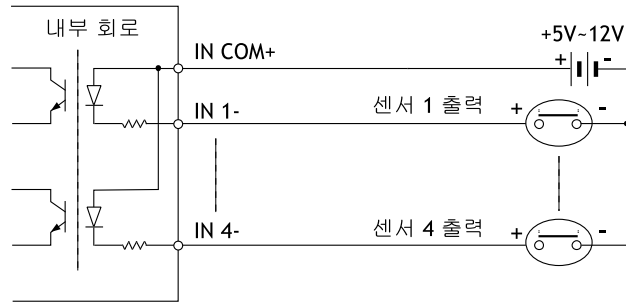 내부 회로
+5V~12V
IN COM+
+ -
IN 1-
센서 1 출력
+ -
IN 4-
센서 4 출력
+ -